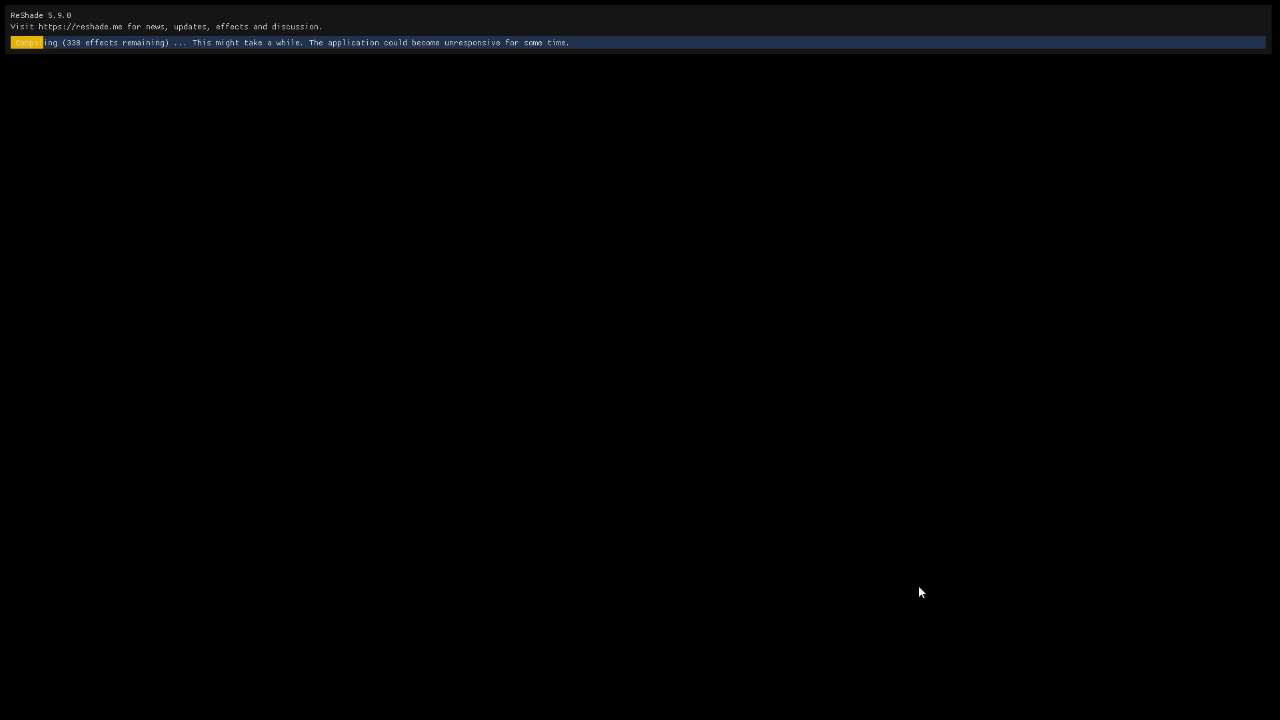 ReShade 5.9.0
Visit https://reshade.me for news, updates, effects and discussion.
Compiling (338 effects remaining) ... This might take a while. The application could become unresponsive for some time.